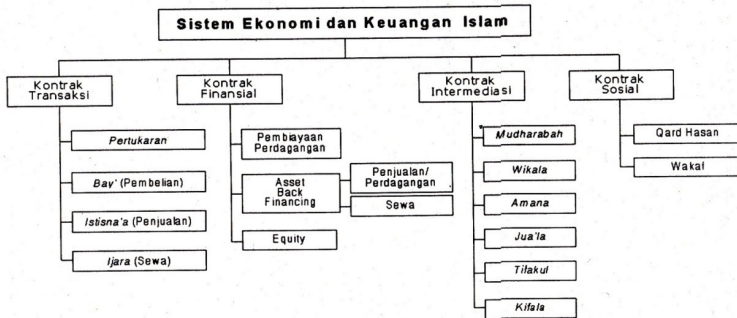 Sistem Ekonomi dan Keuangan Islam
Kontrak
Transaksi
Pertukaran
Bay' (Pembelian)
Istisna'a (Penjualan)
Ijara (Sewa)
Kontrak
Finansial
Pembiayaan
Perdagangan
Asset
Back
Financing
Penjualan/
Perdagangan
Sewa
Equity
Kontrak
Intermediasi
Mudharabah
Wikala
Amana
Jua'la
Tilakul
Kifala
Kontrak
Sosial
Qard Hasan
Wakaf